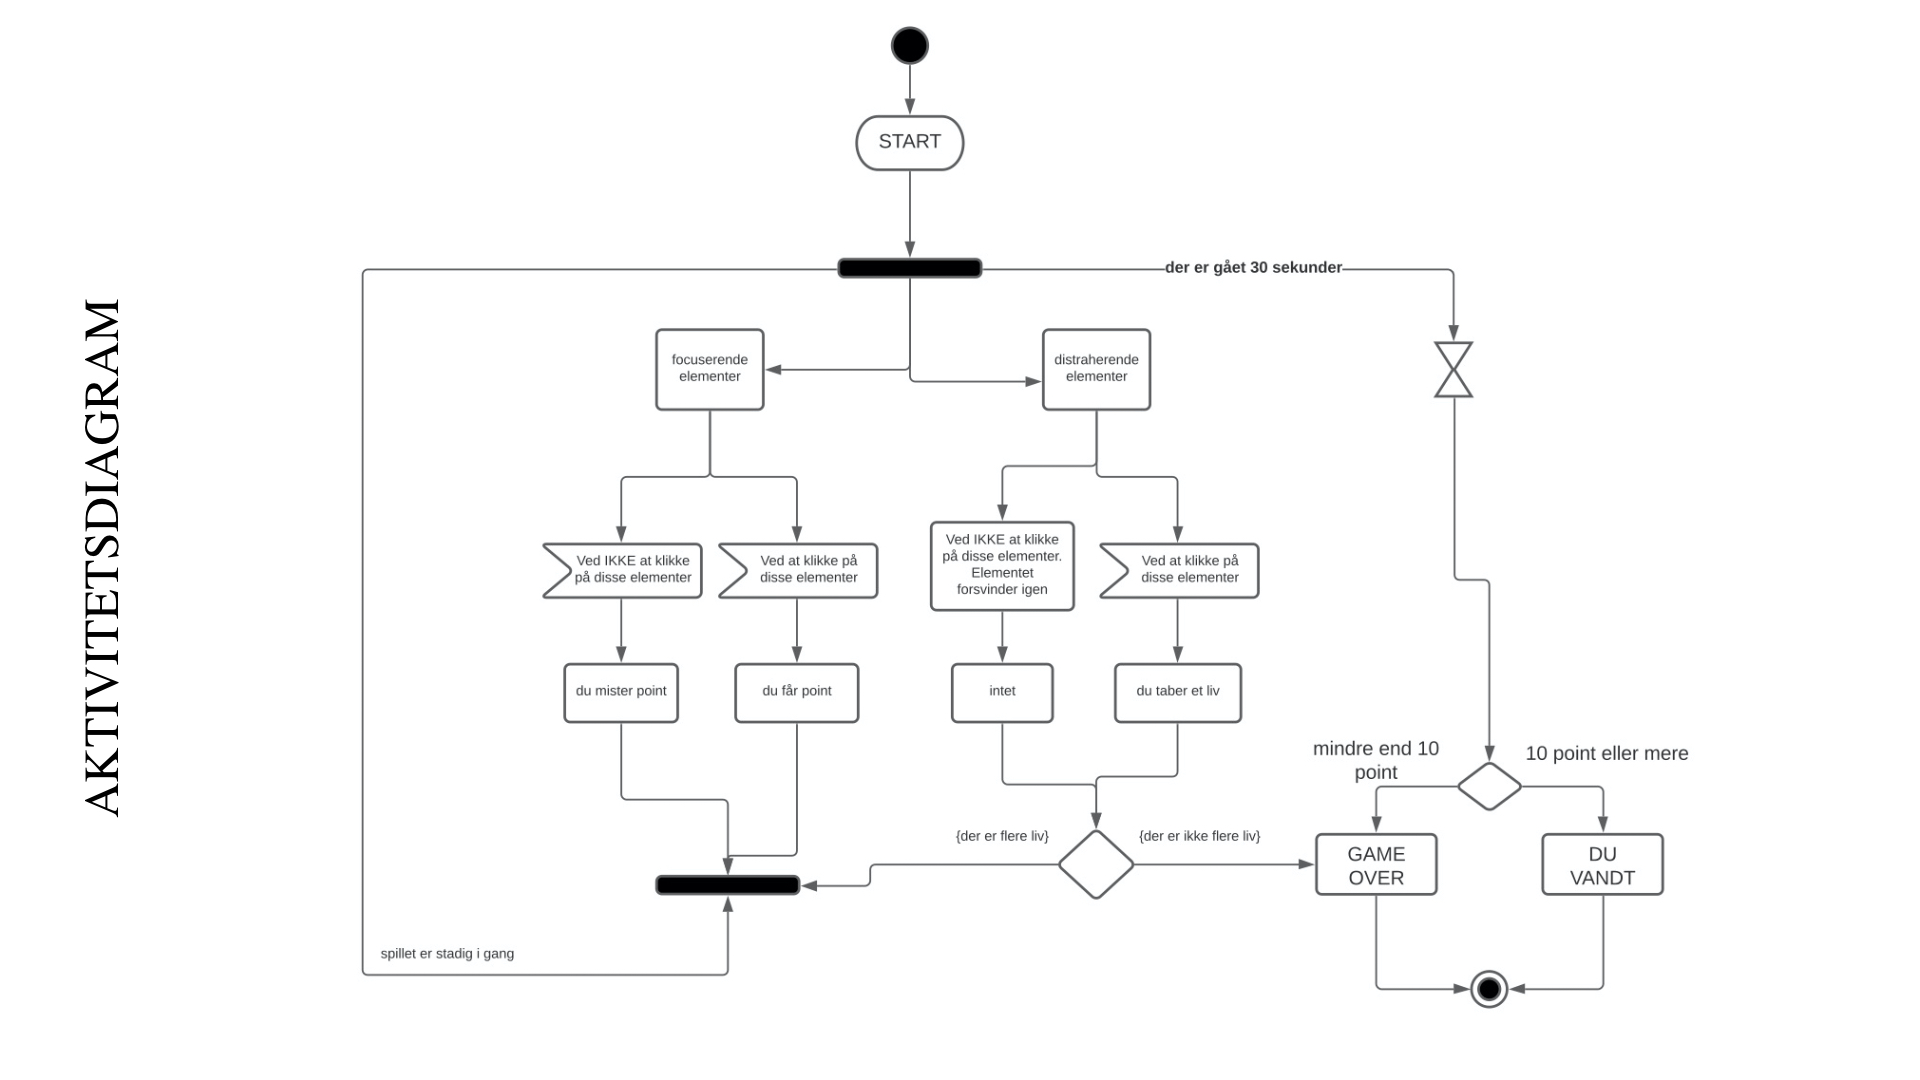 AKTIVITETSDIAGRAM
START
der er gået 30 sekunder
focuserende
elementer
distraherende
elementer
Ved IKKE at klikke
på disse elementer
Ved at klikke på
disse elementer
Ved IKKE at klikke
på disse elementer.
Elementet
forsvinder igen
Ved at klikke på
disse elementer
du mister point
du får point
intet
du taber et liv
mindre end 10
point
10 point eller mere
{der er flere liv}
{der er ikke flere liv}
GAME
OVER
DU
VANDT
spillet er stadig i gang